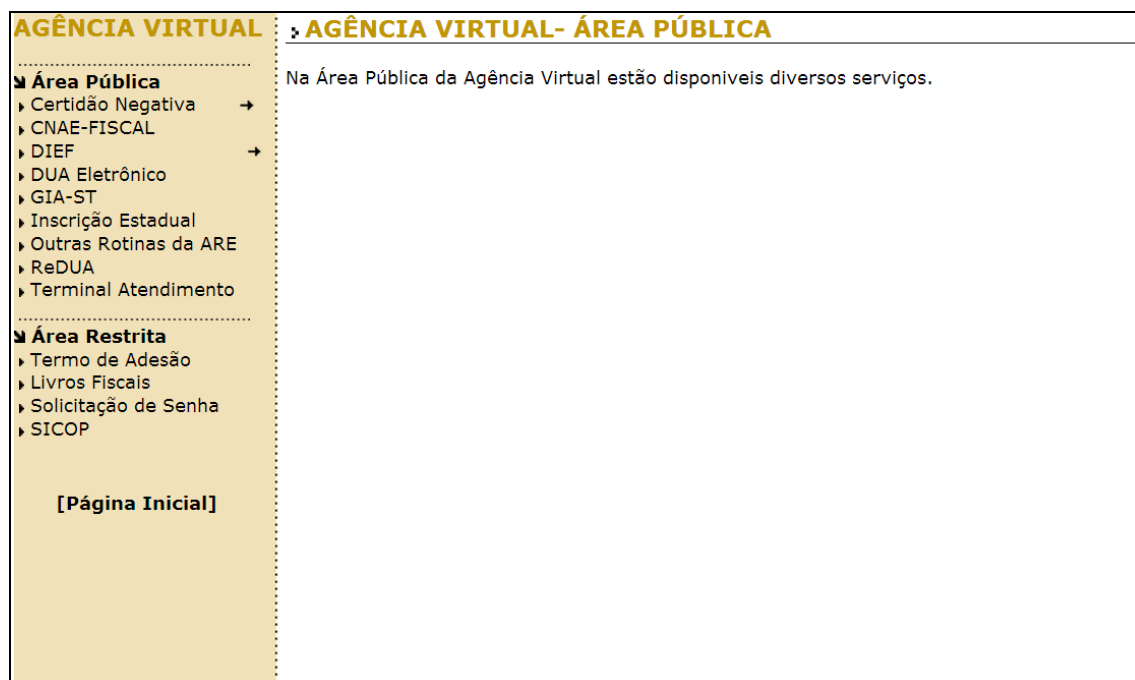 AGÊNCIA VIRTUAL
Área Pública
Certidão Negativa
CNAE-FISCAL
DIEF
DUA Eletrônico
GIA-ST
Inscrição Estadual
Outras Rotinas da ARE
ReDUA
Terminal Atendimento
Área Restrita
Termo de Adesão
Livros Fiscais
Solicitação de Senha
SICOP
[Página Inicial]
AGÊNCIA VIRTUAL- ÁREA PÚBLICA
Na Área Pública da Agência Virtual estão disponiveis diversos serviços.